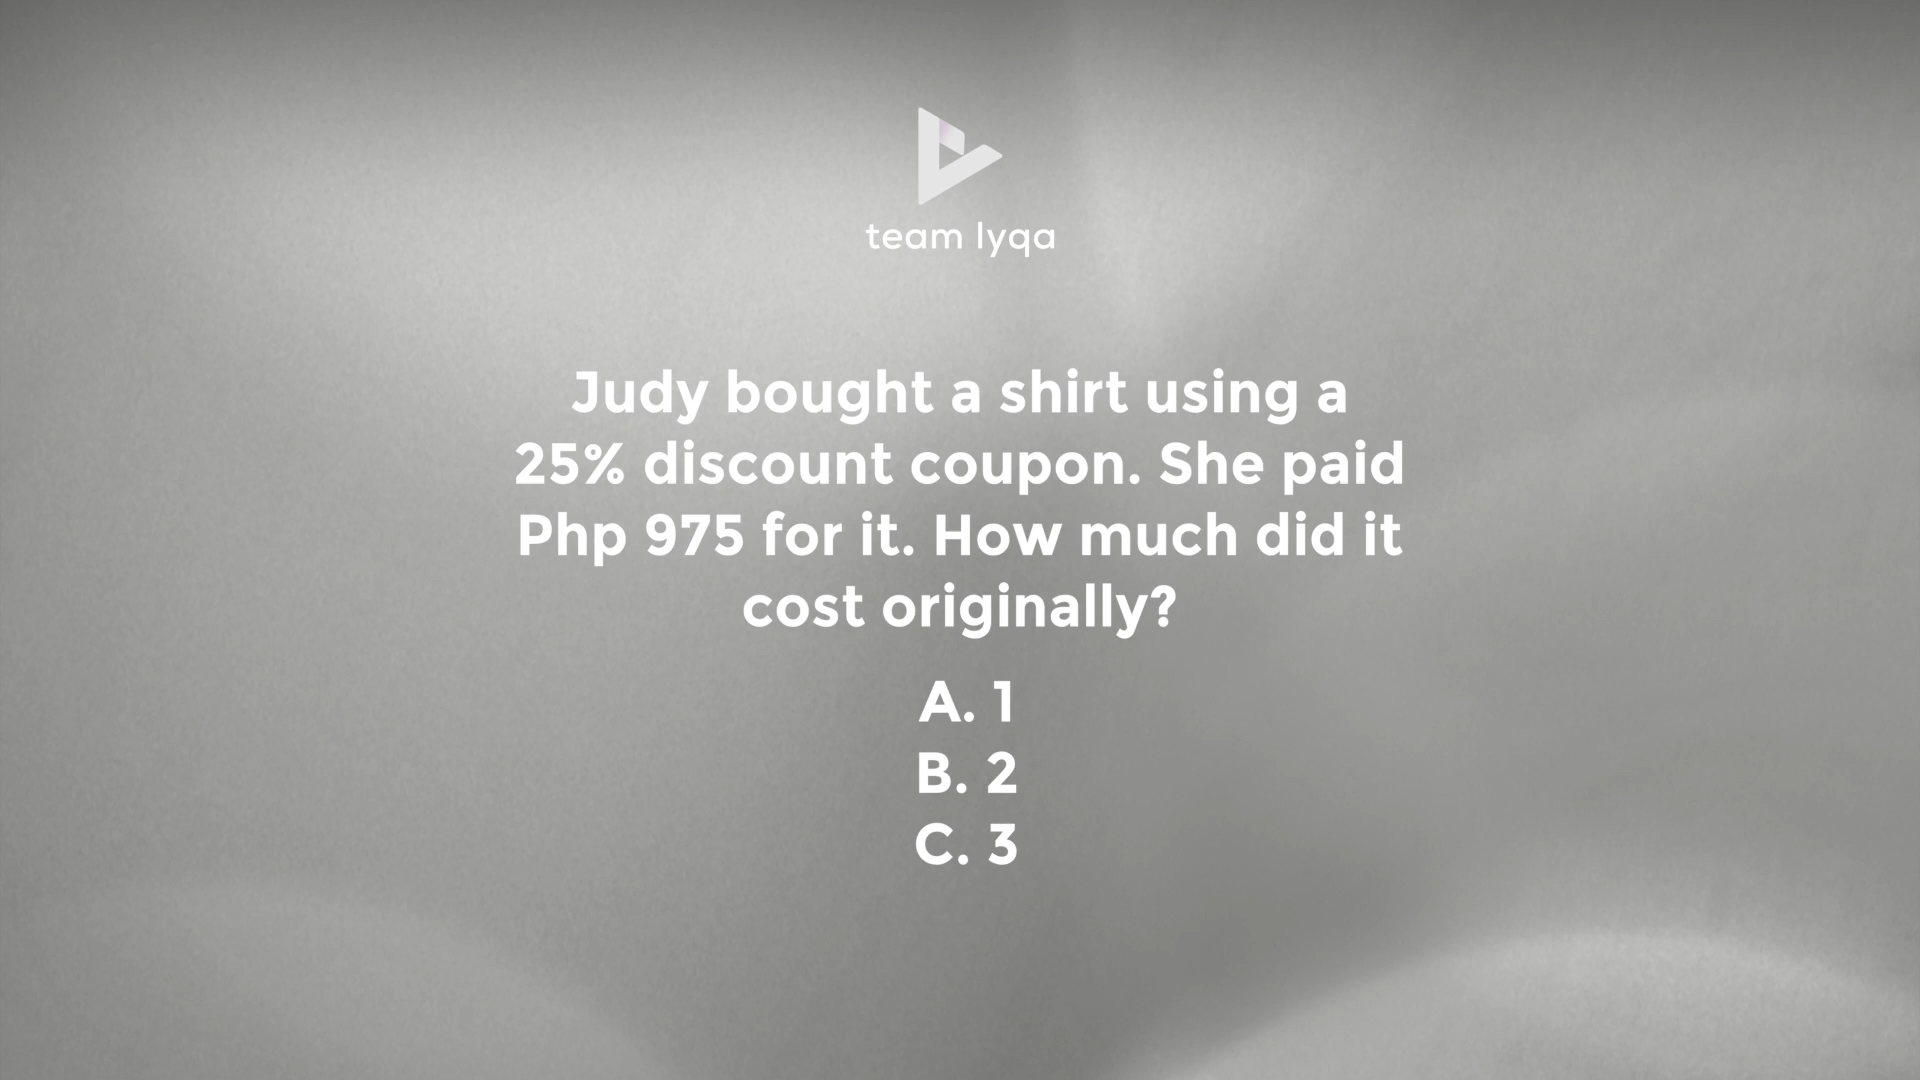 team lyqa
Judy bought a shirt using a
25% discount coupon. She paid
Php 975 for it. How much did it
cost originally?
A. 1
B. 2
C. 3